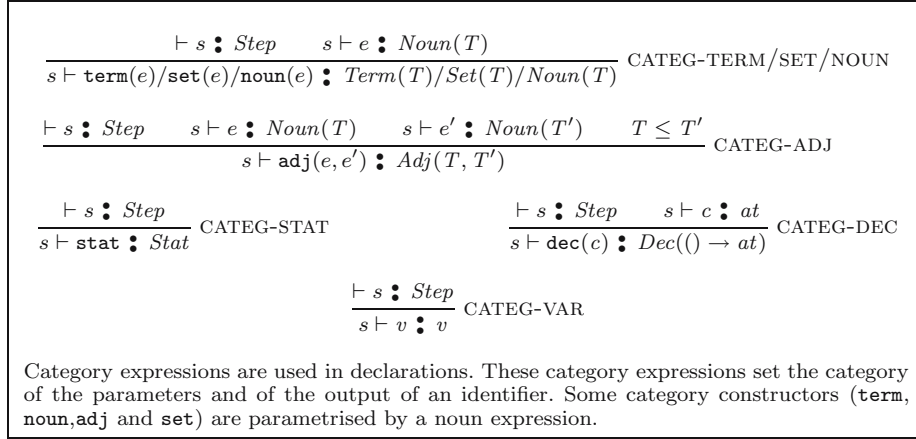 ⊢ s : Step s ⊢ e : Noun(T)
s ⊢ term(e)/set(e)/noun(e) : Term(T)/Set(T)/Noun(T) CATEG-TERM/SET/NOUN
⊢ s : Step s ⊢ e : Noun(T) s ⊢ e′ : Noun(T′) T ≤ T′
s ⊢ adj(e, e′) : Adj(T, T′) CATEG-ADJ
⊢ s : Step
s ⊢ stat : Stat CATEG-STAT
⊢ s : Step s ⊢ c : at
s ⊢ dec(c) : Dec(() → at) CATEG-DEC
⊢ s : Step
s ⊢ v : v CATEG-VAR
Category expressions are used in declarations. These category expressions set the category
of the parameters and of the output of an identifier. Some category constructors (term,
noun,adj and set) are parametrised by a noun expression.